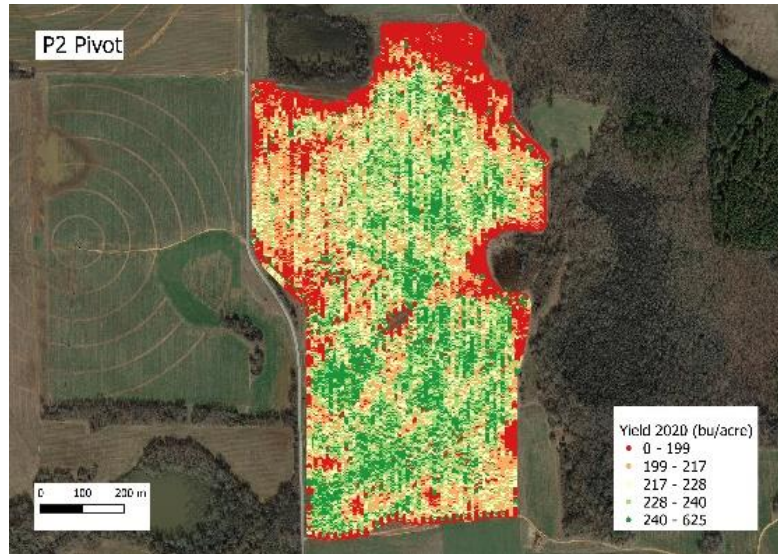 P2 Pivot
Yield 2020 (bu/acre)
0 - 199
199 - 217
217 - 228
228 - 240
240 - 625
0 100 200 m